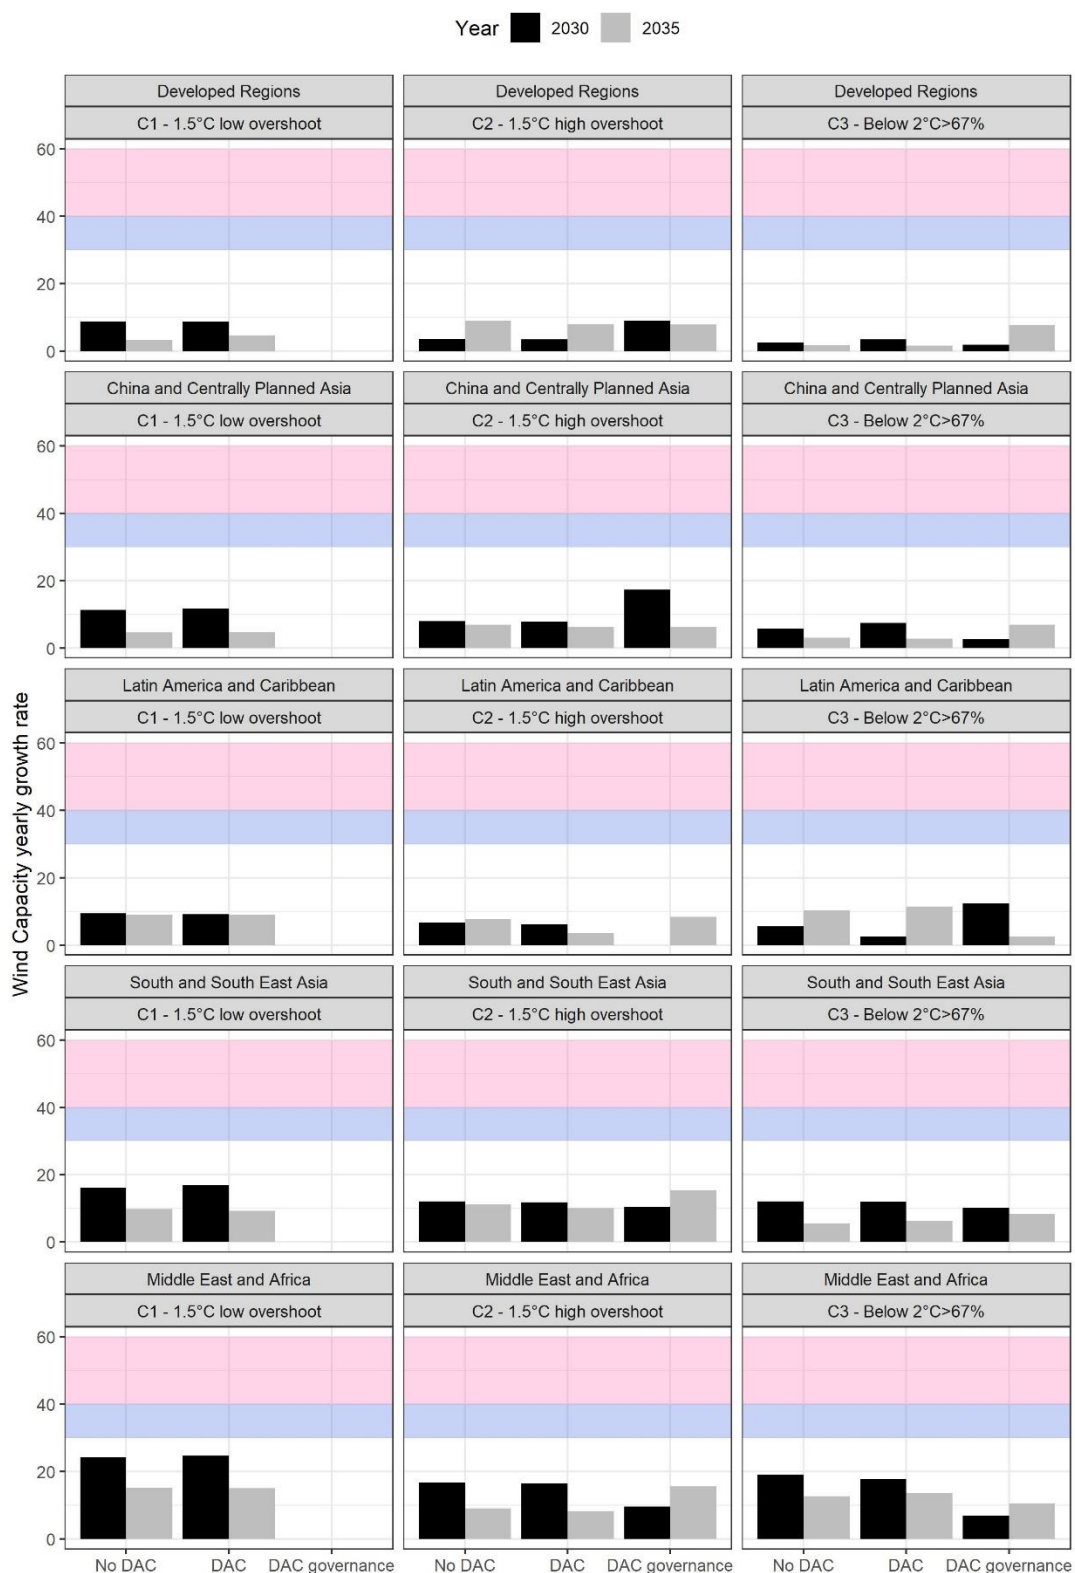 Year 2030 2035
Developed Regions Developed Regions Developed Regions
C1 - 1.5°C low overshoot C2 - 1.5°C high overshoot C3 - Below 2°C>67%
60
40
20
0
China and Centrally Planned Asia China and Centrally Planned Asia China and Centrally Planned Asia
C1 - 1.5°C low overshoot C2 - 1.5°C high overshoot C3 - Below 2°C>67%
60
40
20
0
Latin America and Caribbean Latin America and Caribbean Latin America and Caribbean
C1 - 1.5°C low overshoot C2 - 1.5°C high overshoot C3 - Below 2°C>67%
60
40
20
0
Wind Capacity yearly growth rate
South and South East Asia South and South East Asia South and South East Asia
C1 - 1.5°C low overshoot C2 - 1.5°C high overshoot C3 - Below 2°C>67%
60
40
20
0
Middle East and Africa Middle East and Africa Middle East and Africa
C1 - 1.5°C low overshoot C2 - 1.5°C high overshoot C3 - Below 2°C>67%
60
40
20
0
No DAC DAC DAC governance No DAC DAC DAC governance No DAC DAC DAC governance